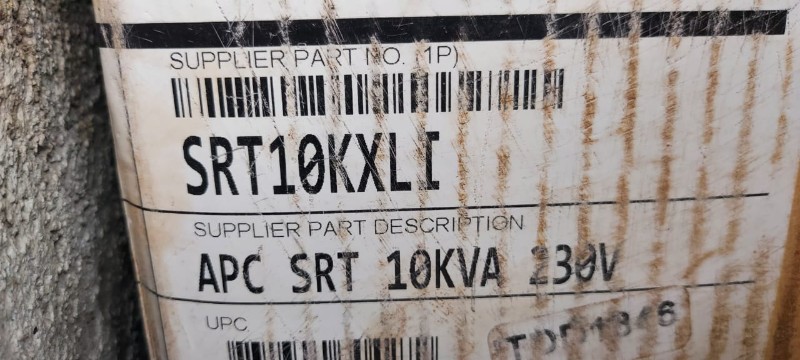 SUPPLIER PART NO. (1P)
SRT10KXLI
SUPPLIER PART DESCRIPTION
APC SRT 10KVA 230V
UPC